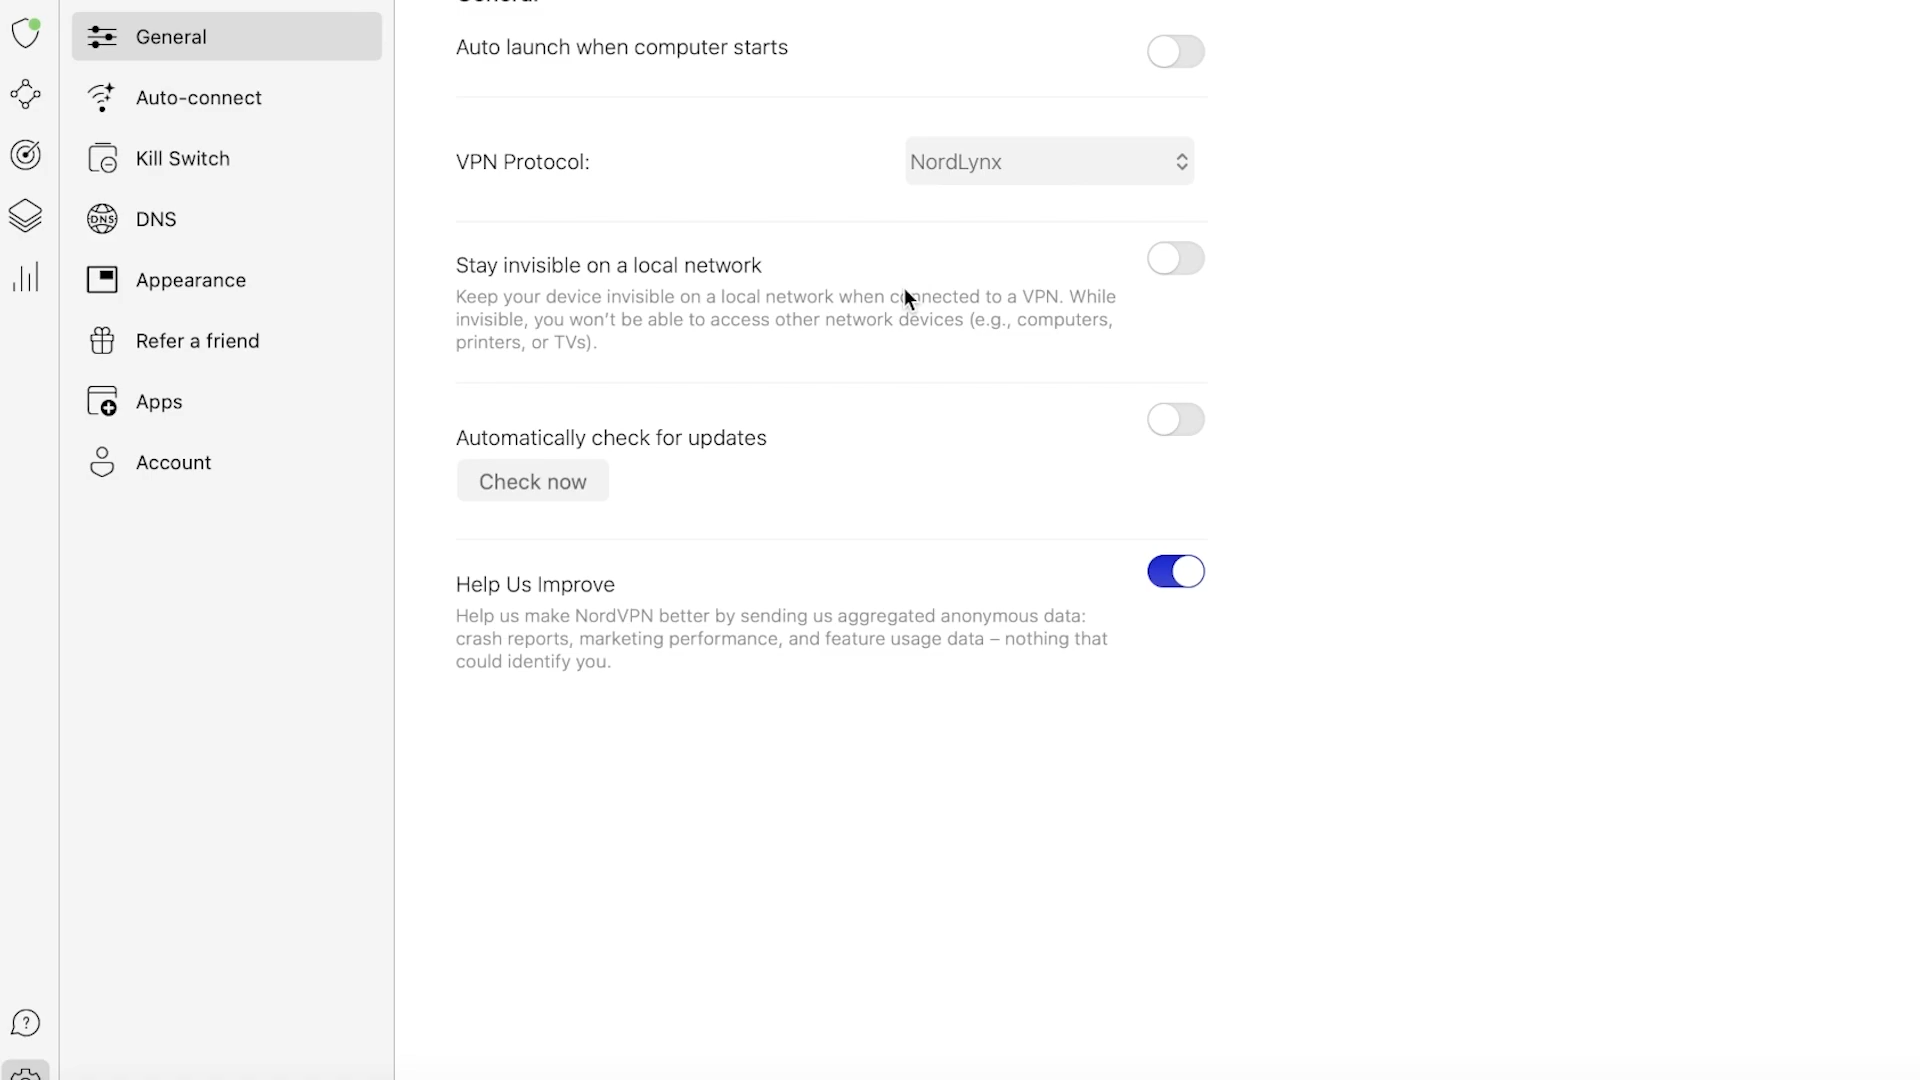 General
Auto-connect
Kill Switch
DNS
DNS
Appearance
Refer a friend
Apps
Account
General
Auto launch when computer starts
VPN Protocol:
NordLynx
Stay invisible on a local network
Keep your device invisible on a local network when connected to a VPN. While
invisible, you won’t be able to access other network devices (e.g., computers,
printers, or TVs).
Automatically check for updates
Check now
Help Us Improve
Help us make NordVPN better by sending us aggregated anonymous data:
crash reports, marketing performance, and feature usage data – nothing that
could identify you.